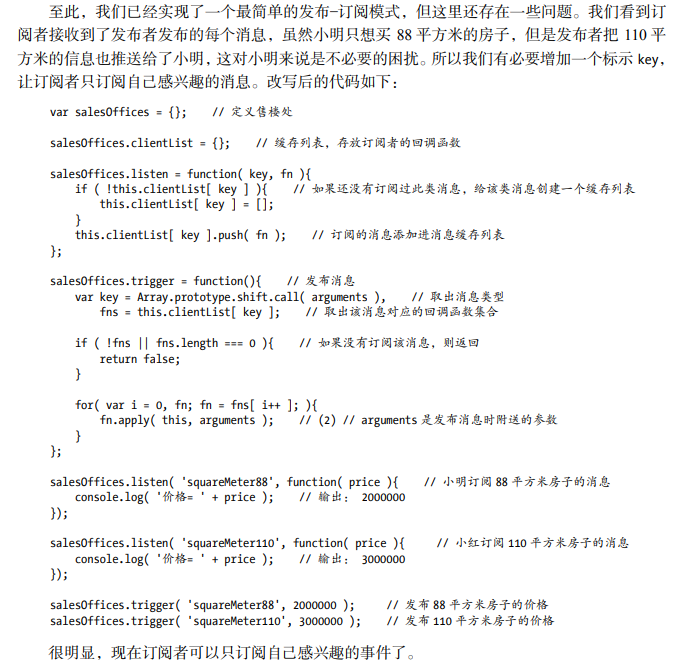 至此，我们已经实现了一个最简单的发布-订阅模式，但这里还存在一些问题。我们看到订
阅者接收到了发布者发布的每个消息，虽然小明只想买 88 平方米的房子，但是发布者把 110 平
方米的信息也推送给了小明，这对小明来说是不必要的困扰。所以我们有必要增加一个标示 key，
让订阅者只订阅自己感兴趣的消息。改写后的代码如下：
var salesOffices = {};    // 定义售楼处
salesOffices.clientList = {};    // 缓存列表，存放订阅者的回调函数
salesOffices.listen = function( key, fn ){
    if ( !this.clientList[ key ] ){    // 如果还没有订阅过此类消息，给该类消息创建一个缓存列表
        this.clientList[ key ] = [];
    }
    this.clientList[ key ].push( fn );    // 订阅的消息添加进消息缓存列表
};
salesOffices.trigger = function(){    // 发布消息
    var key = Array.prototype.shift.call( arguments ),    // 取出消息类型
        fns = this.clientList[ key ];    // 取出该消息对应的回调函数集合
    if ( !fns || fns.length === 0 ){    // 如果没有订阅该消息，则返回
        return false;
    }
    for( var i = 0, fn; fn = fns[ i++ ]; ){
        fn.apply( this, arguments );    // (2) // arguments 是发布消息时附送的参数
    }
};
salesOffices.listen( 'squareMeter88', function( price ){    // 小明订阅 88 平方米房子的消息
    console.log( '价格= ' + price );    // 输出： 2000000
});
salesOffices.listen( 'squareMeter110', function( price ){    // 小红订阅 110 平方米房子的消息
    console.log( '价格= ' + price );    // 输出： 3000000
});
salesOffices.trigger( 'squareMeter88', 2000000 );    // 发布 88 平方米房子的价格
salesOffices.trigger( 'squareMeter110', 3000000 );    // 发布 110 平方米房子的价格
很明显，现在订阅者可以只订阅自己感兴趣的事件了。